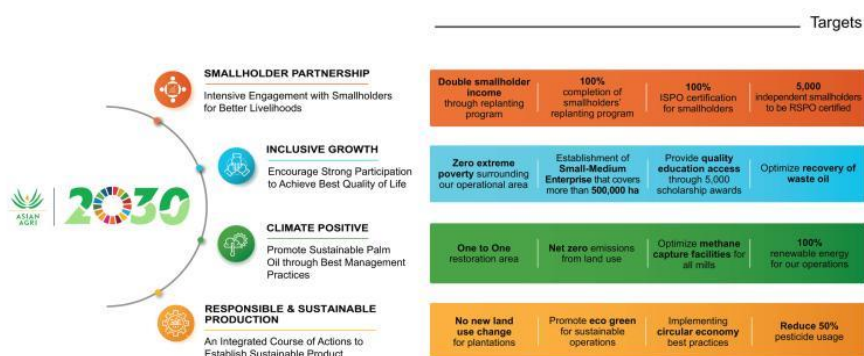 Targets
SMALLHOLDER PARTNERSHIP
Intensive Engagement with Smallholders
for Better Livelihoods
Double smallholder
income
through replanting
program
100%
completion of
smallholders'
replanting program
100%
ISPO certification
for smallholders
5,000
independent smallholders
to be RSPO certified
INCLUSIVE GROWTH
Encourage Strong Participation
to Achieve Best Quality of Life
Zero extreme
poverty surrounding
our operational area
Establishment of
Small-Medium
Enterprise that covers
more than 500,000 ha
Provide quality
education access
through 5,000
scholarship awards
Optimize recovery of
waste oil
ASIAN
AGRI
2030
CLIMATE POSITIVE
Promote Sustainable Palm
Oil through Best Management
Practices
One to One
restoration area
Net zero emissions
from land use
Optimize methane
capture facilities for
all mills
100%
renewable energy
for our operations
RESPONSIBLE & SUSTAINABLE
PRODUCTION
An Integrated Course of Actions to
Establish Sustainable Product
No new land
use change
for plantations
Promote eco green
for sustainable
operations
Implementing
circular economy
best practices
Reduce 50%
pesticide usage